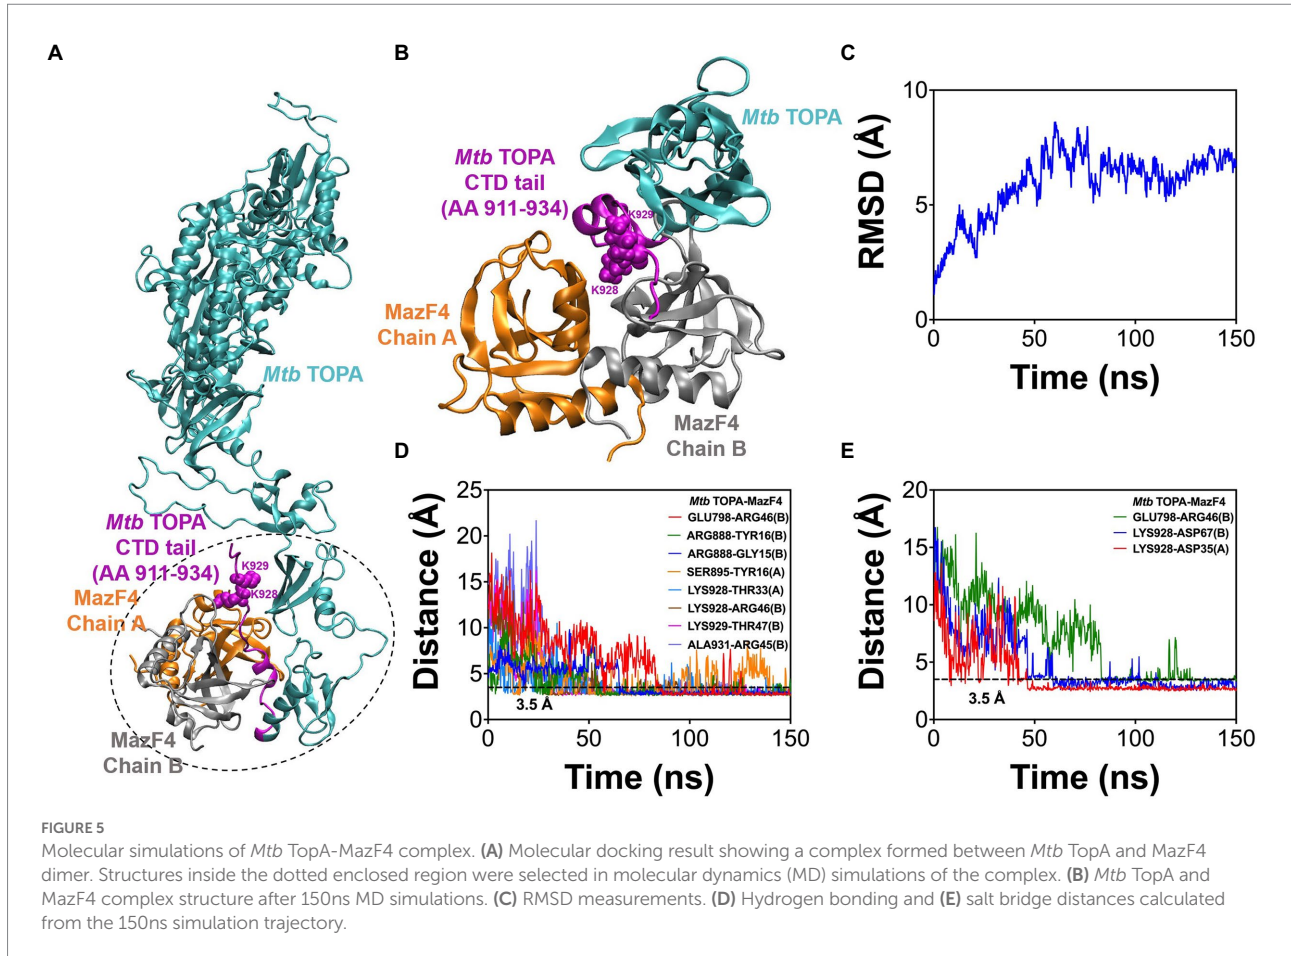 A
Mtb TOPA
Mtb TOPA
CTD tail
(AA 911-934)
K929
K928
MazF4
Chain A
MazF4
Chain B
B
Mtb TOPA
Mtb TOPA
CTD tail
(AA 911-934)
K929
K928
MazF4
Chain A
MazF4
Chain B
C
RMSD (Å)
10
5
0
0 50 100 150
Time (ns)
D
Distance (Å)
25
20
15
10
5
0
Mtb TOPA-MazF4
GLU798-ARG46(B)
ARG888-TYR16(B)
ARG888-GLY15(B)
SER895-TYR16(A)
LYS928-THR33(A)
LYS928-ARG46(B)
LYS929-THR47(B)
ALA931-ARG45(B)
3.5 Å
0 50 100 150
Time (ns)
E
Distance (Å)
20
15
10
5
0
Mtb TOPA-MazF4
GLU798-ARG46(B)
LYS928-ASP67(B)
LYS928-ASP35(A)
3.5 Å
0 50 100 150
Time (ns)
FIGURE 5
Molecular simulations of Mtb TopA-MazF4 complex. (A) Molecular docking result showing a complex formed between Mtb TopA and MazF4
dimer. Structures inside the dotted enclosed region were selected in molecular dynamics (MD) simulations of the complex. (B) Mtb TopA and
MazF4 complex structure after 150ns MD simulations. (C) RMSD measurements. (D) Hydrogen bonding and (E) salt bridge distances calculated
from the 150ns simulation trajectory.